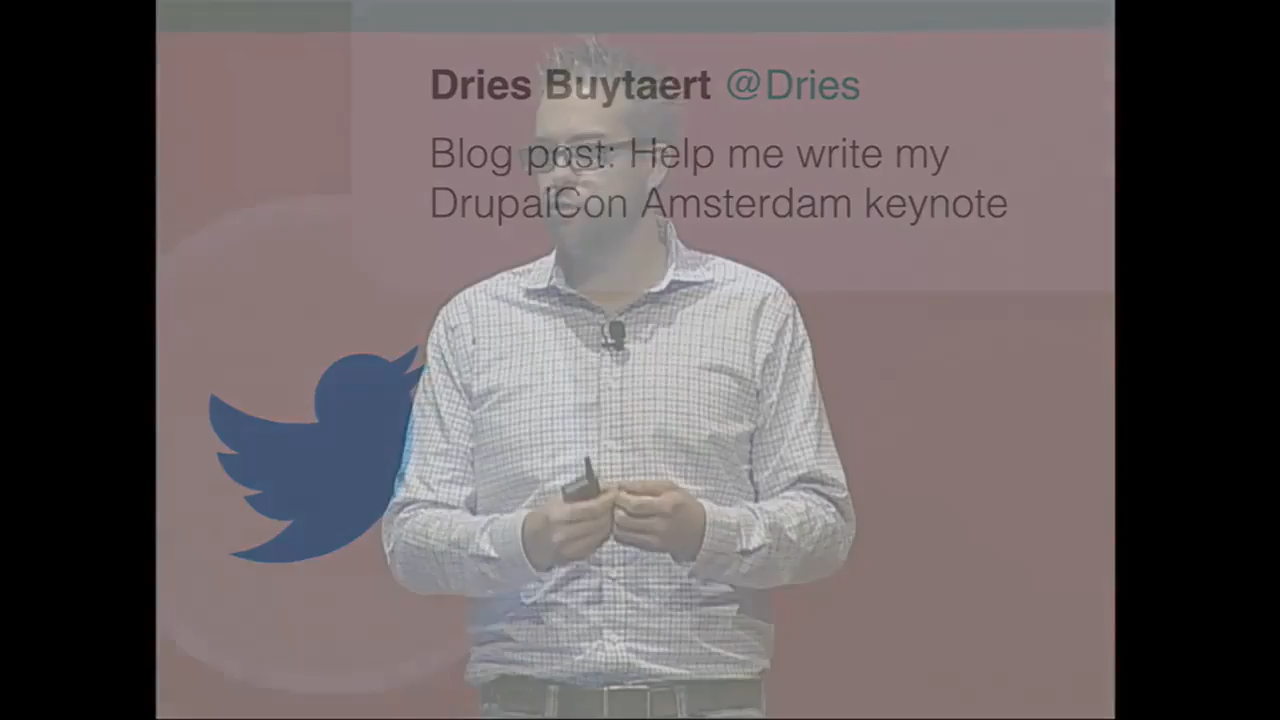 Dries Buytaert @Dries
Blog post: Help me write my
DrupalCon Amsterdam keynote